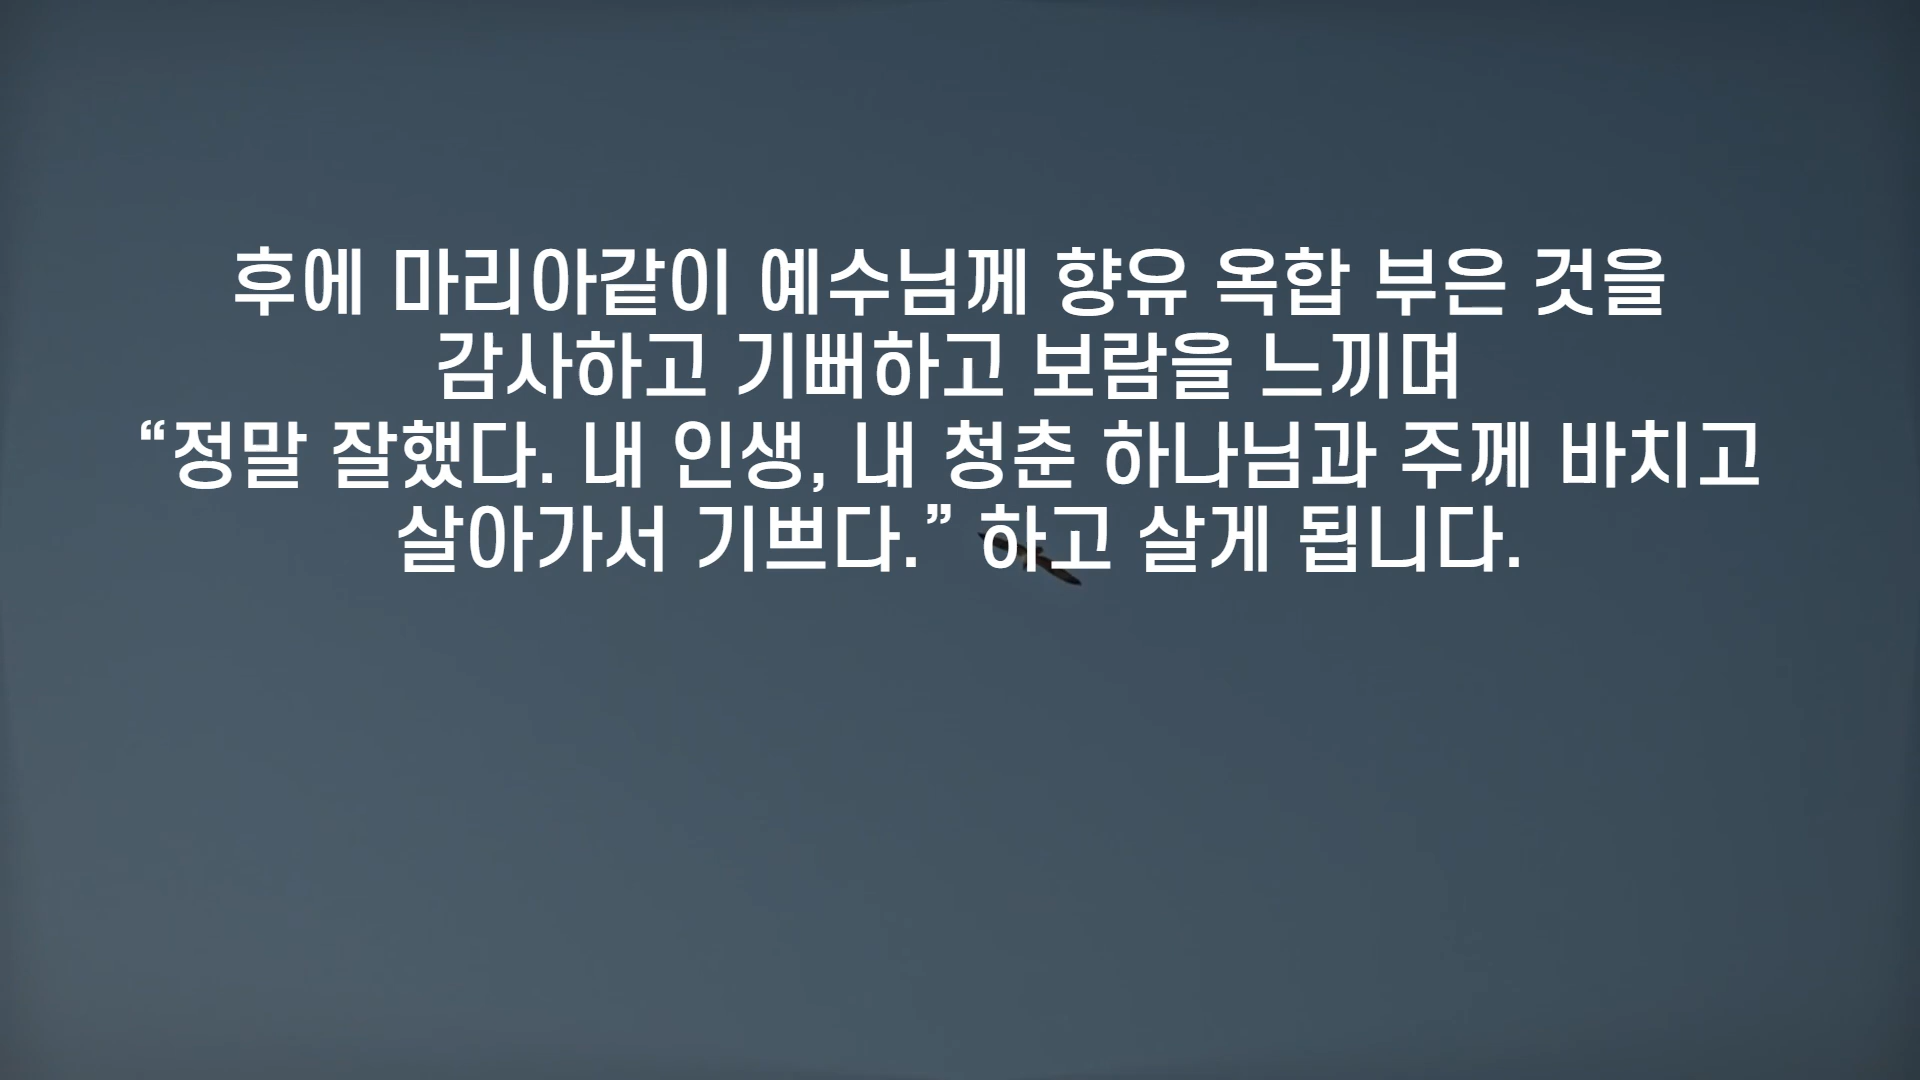 후에 마리아같이 예수님께 향유 옥합 부은 것을
감사하고 기뻐하고 보람을 느끼며
“정말 잘했다. 내 인생, 내 청춘 하나님과 주께 바치고
살아가서 기쁘다.” 하고 살게 됩니다.